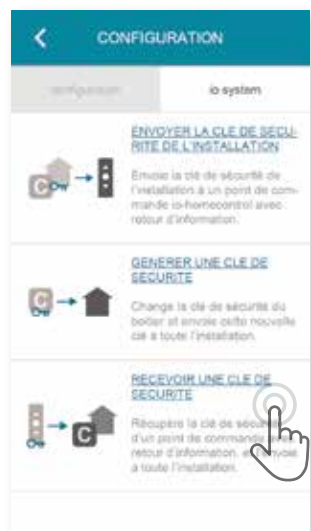 CONFIGURATION
configuration
io system
ENVOYER LA CLE DE SECU-
RITE DE L'INSTALLATION
Envoie la clé de sécurité de
l'installation à un point de com-
mande io-homecontrol avec
retour d'information.
GENERER UNE CLE DE
SECURITE
Change la clé de sécurité du
boîtier et envoie cette nouvelle
clé à toute l'installation.
RECEVOIR UNE CLE DE
SECURITE
Récupère la clé de sécurité
d'un point de commande avec
retour d'information, et l'envoie
à toute l'installation.
C
C
C